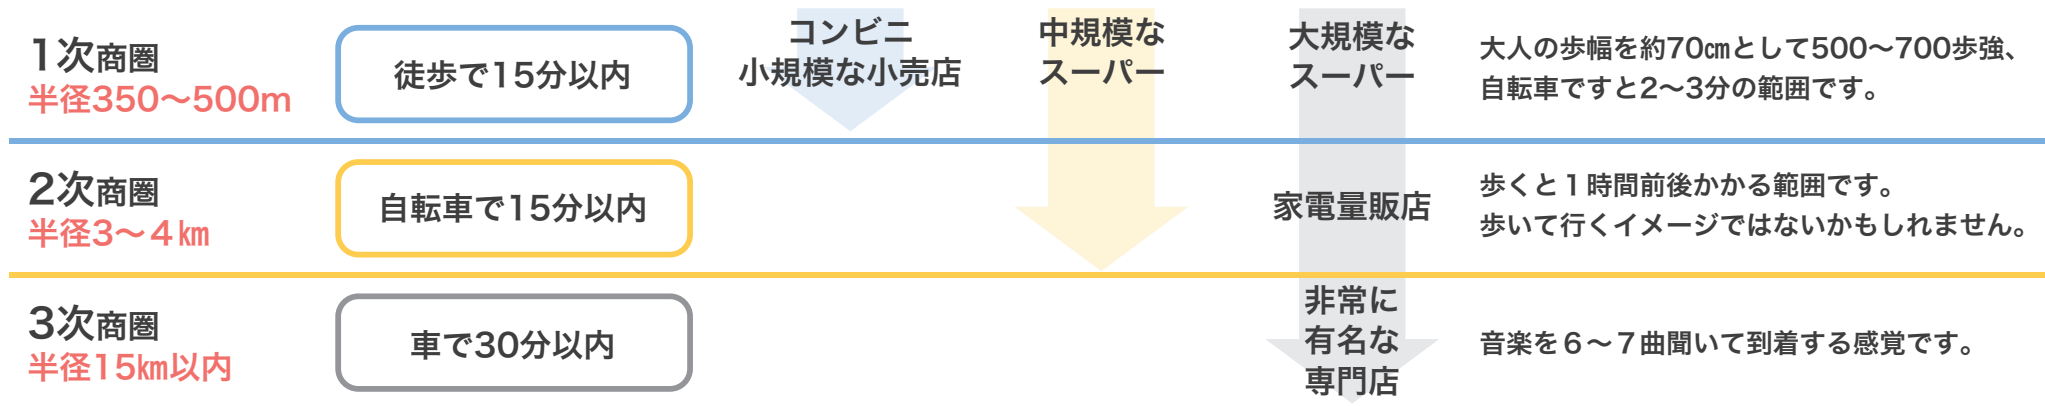 1次商圏
半径350〜500m
徒歩で15分以内
コンビニ
小規模な小売店
中規模な
スーパー
大規模な
スーパー
大人の歩幅を約70㎝として500〜700歩強、
自転車ですと2〜3分の範囲です。
2次商圏
半径3〜４㎞
自転車で15分以内
家電量販店
歩くと１時間前後かかる範囲です。
歩いて行くイメージではないかもしれません。
3次商圏
半径15㎞以内
車で30分以内
非常に
有名な
専門店
音楽を６〜７曲聞いて到着する感覚です。